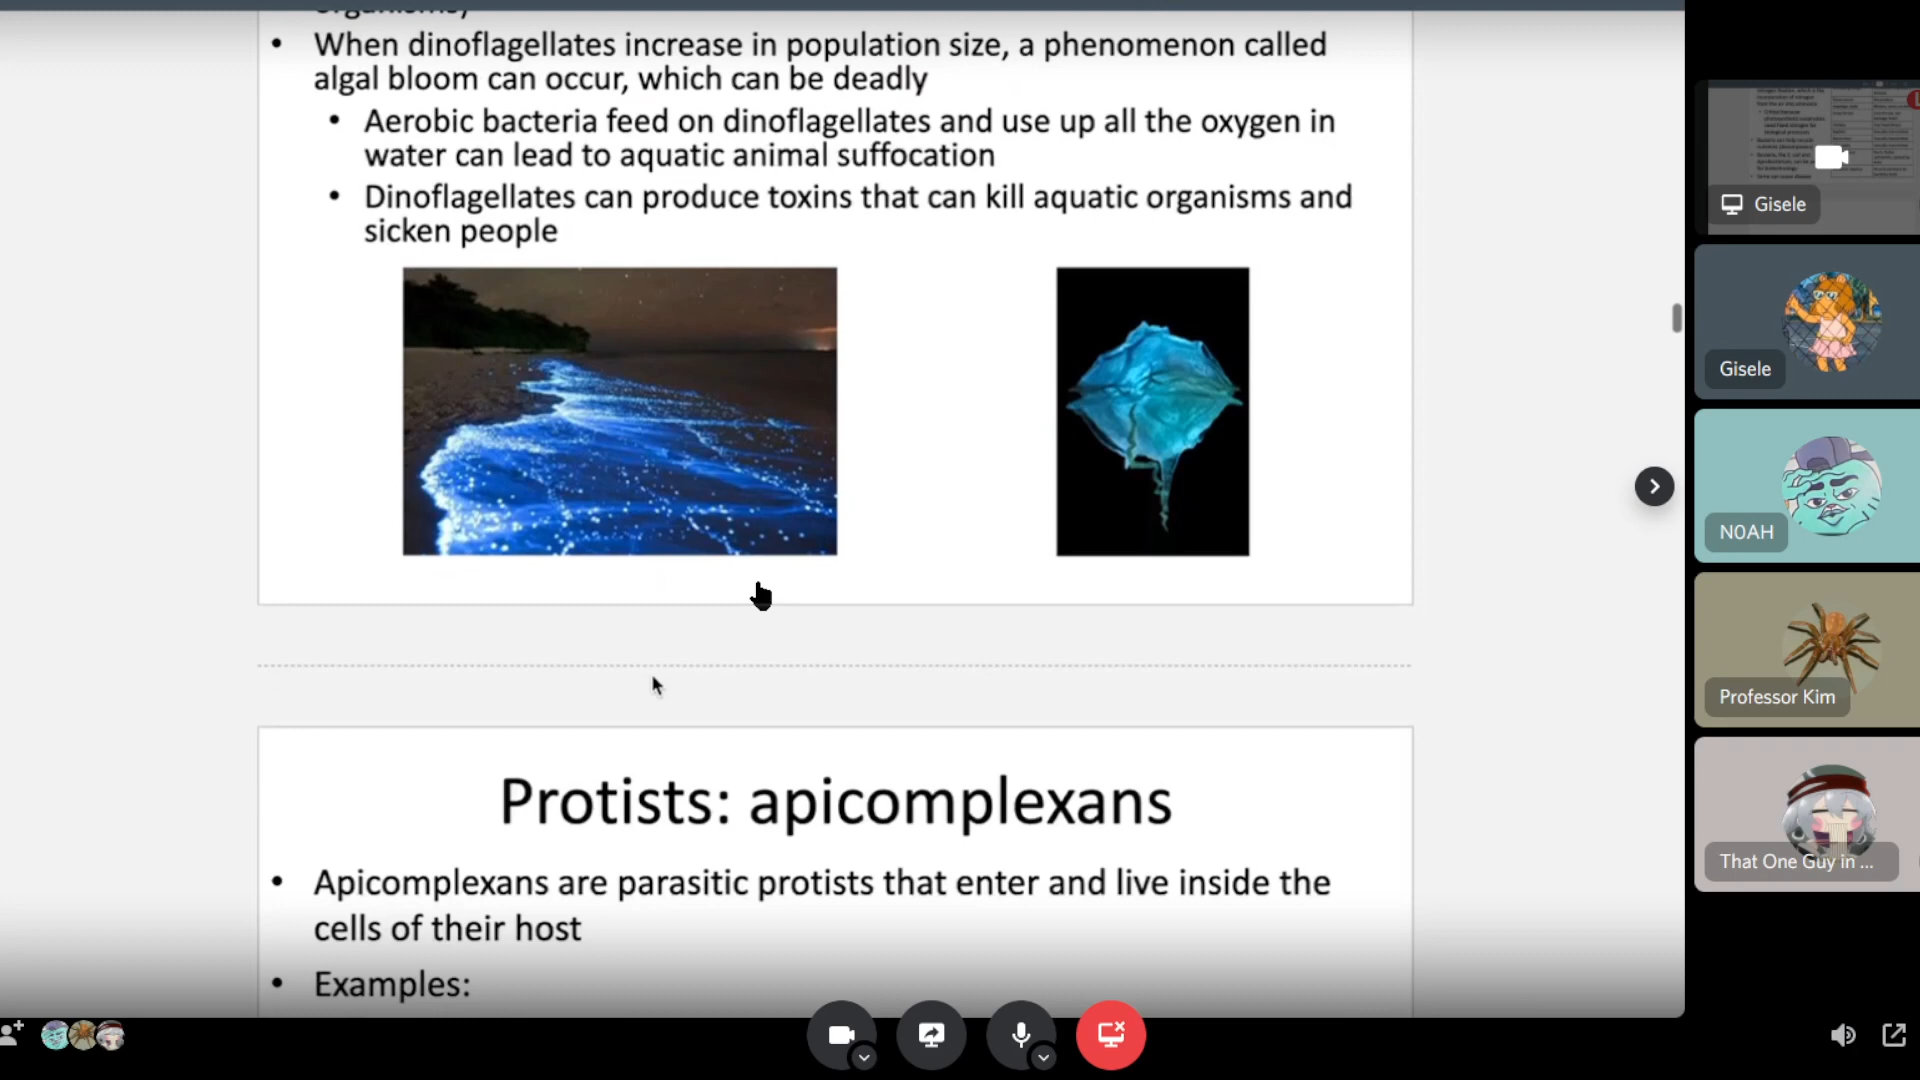 organisms)
• When dinoflagellates increase in population size, a phenomenon called
algal bloom can occur, which can be deadly
• Aerobic bacteria feed on dinoflagellates and use up all the oxygen in
water can lead to aquatic animal suffocation
• Dinoflagellates can produce toxins that can kill aquatic organisms and
sicken people
Protists: apicomplexans
• Apicomplexans are parasitic protists that enter and live inside the
cells of their host
• Examples:
Gisele
Gisele
NOAH
Professor Kim
That One Guy in ...